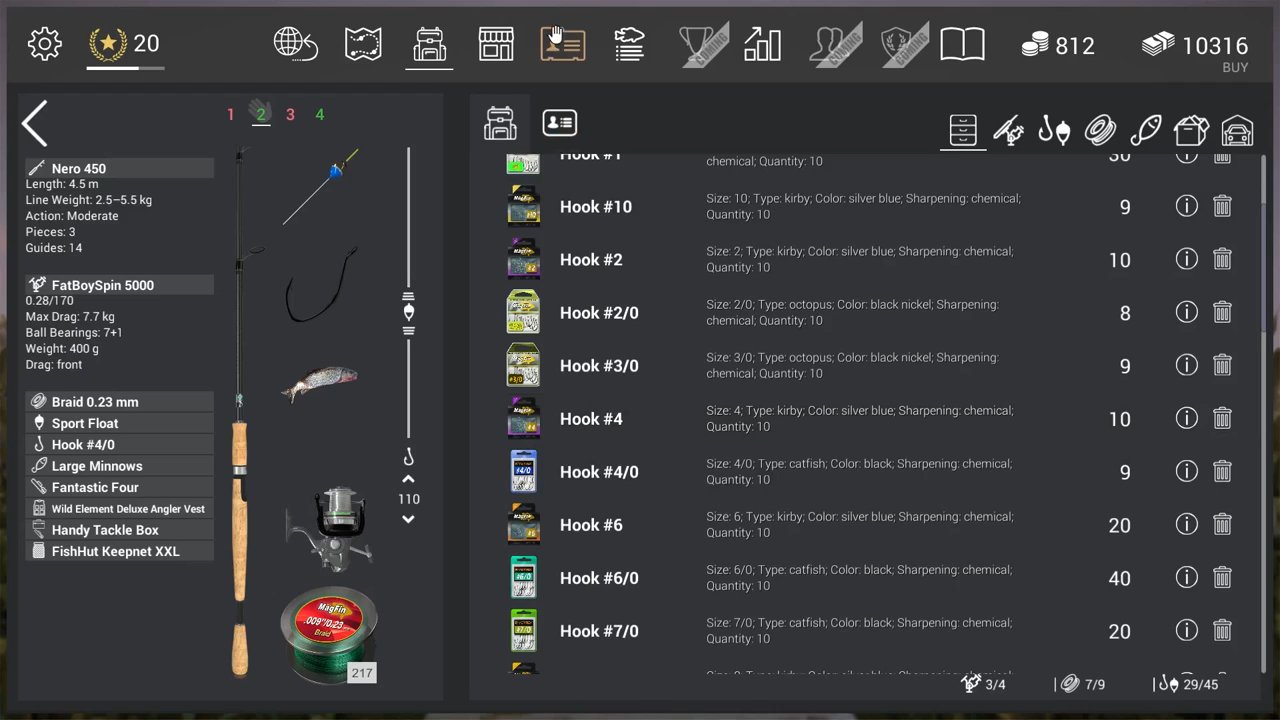 20
COMING
COMING
COMING
812
10316
BUY
1 2 3 4
Nero 450
Length: 4.5 m
Line Weight: 2.5–5.5 kg
Action: Moderate
Pieces: 3
Guides: 14
FatBoySpin 5000
0.28/170
Max Drag: 7.7 kg
Ball Bearings: 7+1
Weight: 400 g
Drag: front
Braid 0.23 mm
Sport Float
Hook #4/0
Large Minnows
Fantastic Four
Wild Element Deluxe Angler Vest
Handy Tackle Box
FishHut Keepnet XXL
110
MagFin
.009"/0.23
Braid
217
Hook #1
chemical; Quantity: 10
30
Hook #10
Size: 10; Type: kirby; Color: silver blue; Sharpening: chemical;
Quantity: 10
9
Hook #2
Size: 2; Type: kirby; Color: silver blue; Sharpening: chemical;
Quantity: 10
10
Hook #2/0
Size: 2/0; Type: octopus; Color: black nickel; Sharpening:
chemical; Quantity: 10
8
Hook #3/0
Size: 3/0; Type: octopus; Color: black nickel; Sharpening:
chemical; Quantity: 10
9
Hook #4
Size: 4; Type: kirby; Color: silver blue; Sharpening: chemical;
Quantity: 10
10
Hook #4/0
Size: 4/0; Type: catfish; Color: black; Sharpening: chemical;
Quantity: 10
9
Hook #6
Size: 6; Type: kirby; Color: silver blue; Sharpening: chemical;
Quantity: 10
20
Hook #6/0
Size: 6/0; Type: catfish; Color: black; Sharpening: chemical;
Quantity: 10
40
Hook #7/0
Size: 7/0; Type: catfish; Color: black; Sharpening: chemical;
Quantity: 10
20
3/4
7/9
29/45